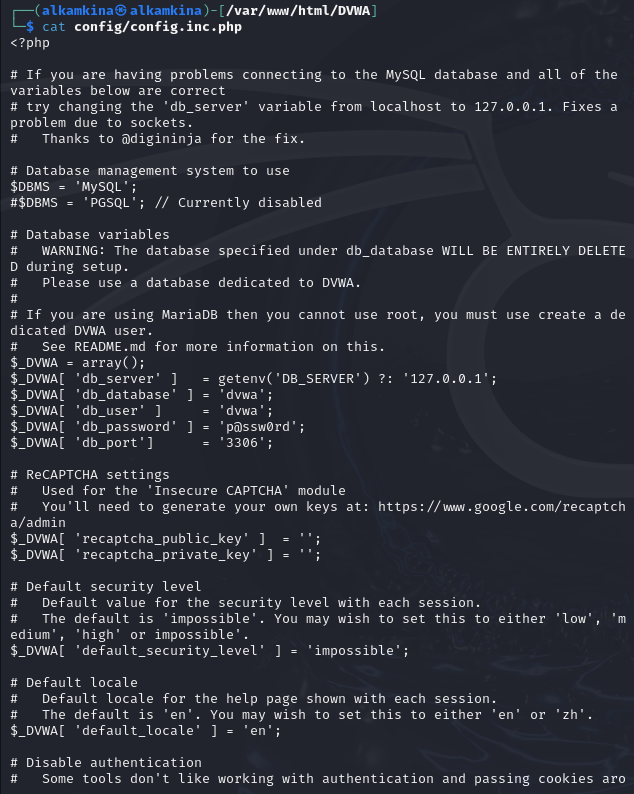 ┌──(alkamkina㉿alkamkina)-[/var/www/html/DVWA]
└─$ cat config/config.inc.php
<?php

# If you are having problems connecting to the MySQL database and all of the
variables below are correct
# try changing the 'db_server' variable from localhost to 127.0.0.1. Fixes a
problem due to sockets.
#   Thanks to @digininja for the fix.

# Database management system to use
$DBMS = 'MySQL';
#$DBMS = 'PGSQL'; // Currently disabled

# Database variables
#   WARNING: The database specified under db_database WILL BE ENTIRELY DELETE
D during setup.
#   Please use a database dedicated to DVWA.
#
# If you are using MariaDB then you cannot use root, you must use create a de
dicated DVWA user.
#   See README.md for more information on this.
$_DVWA = array();
$_DVWA[ 'db_server' ]   = getenv('DB_SERVER') ?: '127.0.0.1';
$_DVWA[ 'db_database' ] = 'dvwa';
$_DVWA[ 'db_user' ]     = 'dvwa';
$_DVWA[ 'db_password' ] = 'p@ssw0rd';
$_DVWA[ 'db_port']      = '3306';

# ReCAPTCHA settings
#   Used for the 'Insecure CAPTCHA' module
#   You'll need to generate your own keys at: https://www.google.com/recaptch
a/admin
$_DVWA[ 'recaptcha_public_key' ]  = '';
$_DVWA[ 'recaptcha_private_key' ] = '';

# Default security level
#   Default value for the security level with each session.
#   The default is 'impossible'. You may wish to set this to either 'low', 'm
edium', 'high' or impossible'.
$_DVWA[ 'default_security_level' ] = 'impossible';

# Default locale
#   Default locale for the help page shown with each session.
#   The default is 'en'. You may wish to set this to either 'en' or 'zh'.
$_DVWA[ 'default_locale' ] = 'en';

# Disable authentication
#   Some tools don't like working with authentication and passing cookies aro